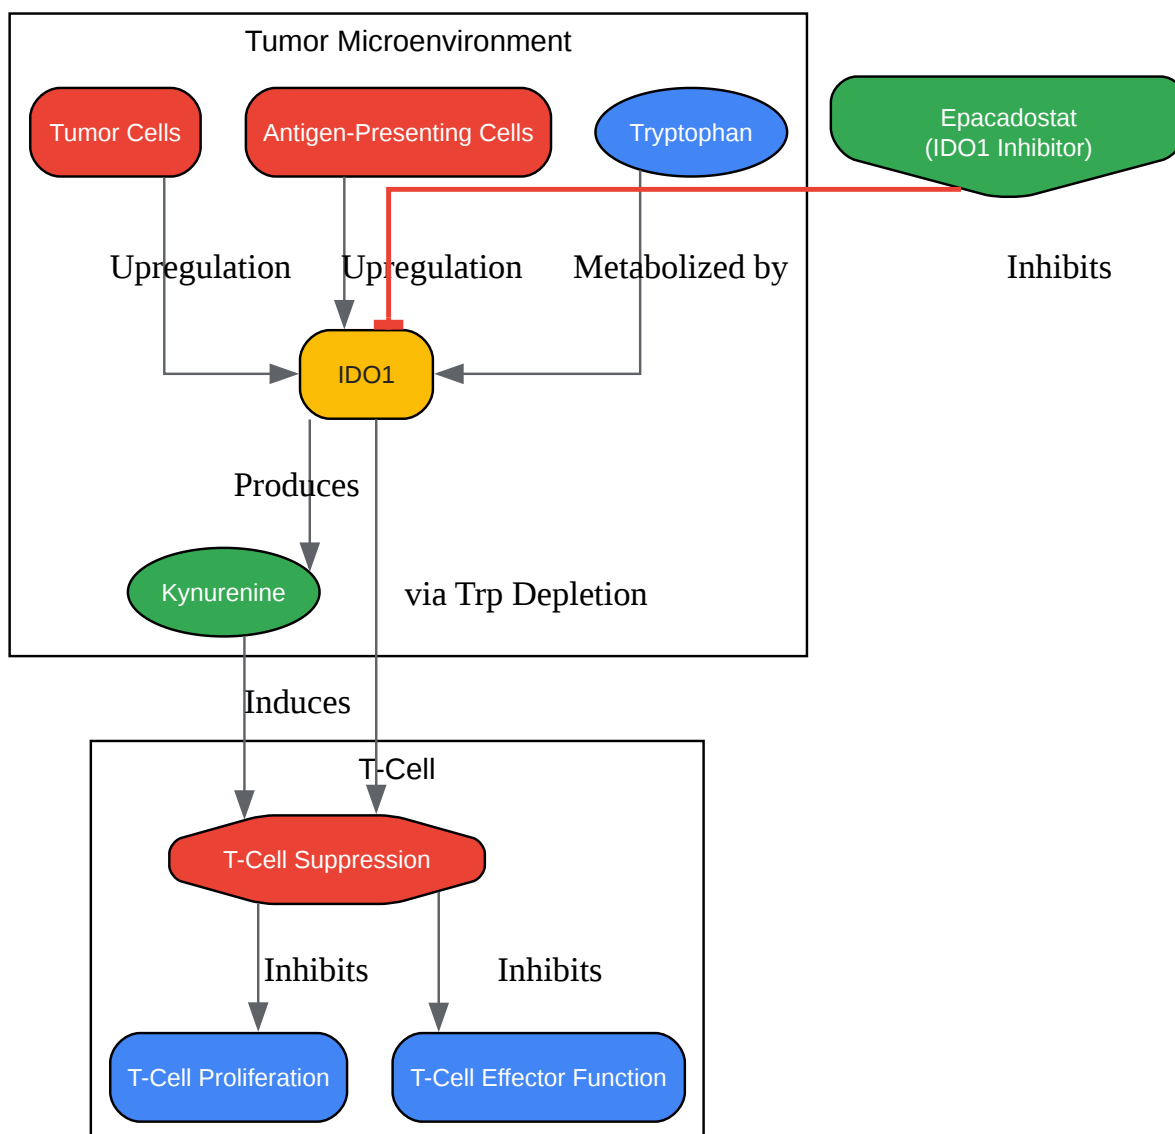 Tumor Microenvironment
Tumor Cells
Antigen-Presenting Cells
Tryptophan
Epacadostat
(IDO1 Inhibitor)
Upregulation
Upregulation
Metabolized by
Inhibits
IDO1
Produces
Kynurenine
via Trp Depletion
Induces
T-Cell
T-Cell Suppression
Inhibits
Inhibits
T-Cell Proliferation
T-Cell Effector Function